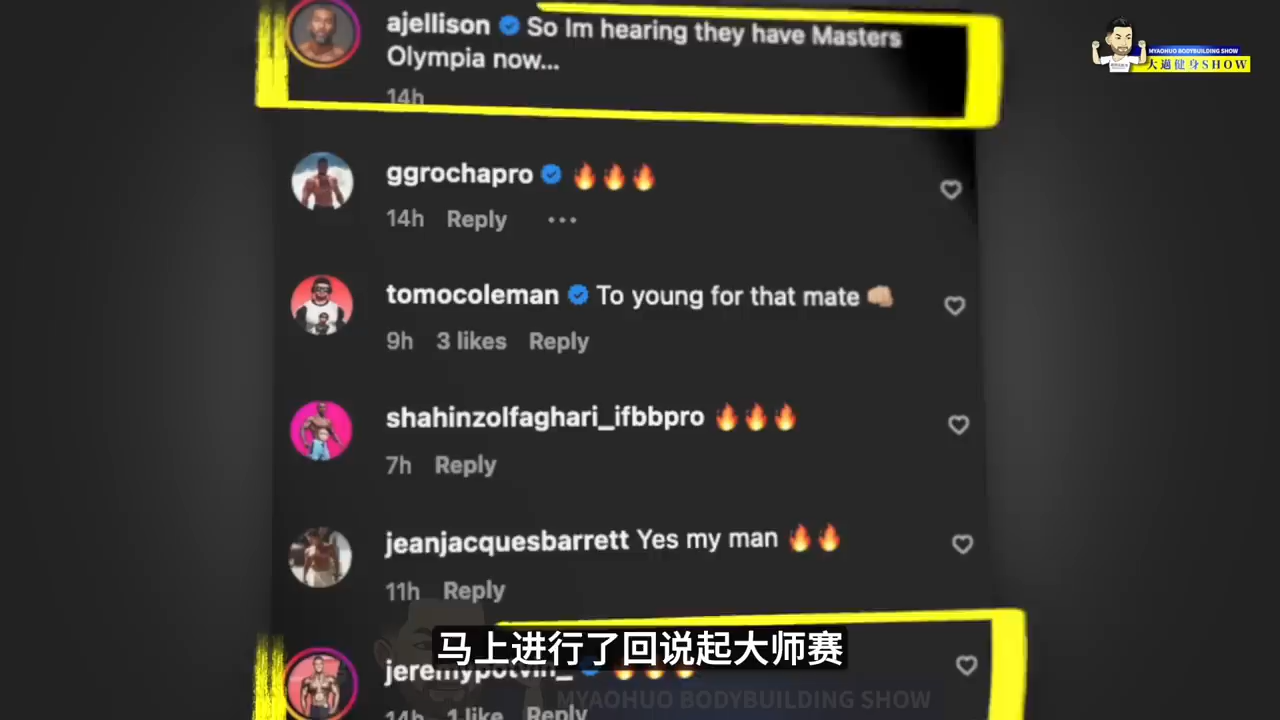 ajellison So Im hearing they have Masters
Olympia now...
14h
MYAOHUO BODYBUILDING SHOW
大邈健身SHOW
ggrochapro 🔥🔥🔥
14h Reply ...
tomocoleman To young for that mate 👊🏼
9h 3 likes Reply
shahinzolfaghari_ifbbpro 🔥🔥🔥
7h Reply
jeanjacquesbarrett Yes my man 🔥🔥
11h Reply
马上进行了回说起大师赛
jeremypotvin_ 🔥🔥🔥
14h 1 like Reply
MYAOHUO BODYBUILDING SHOW